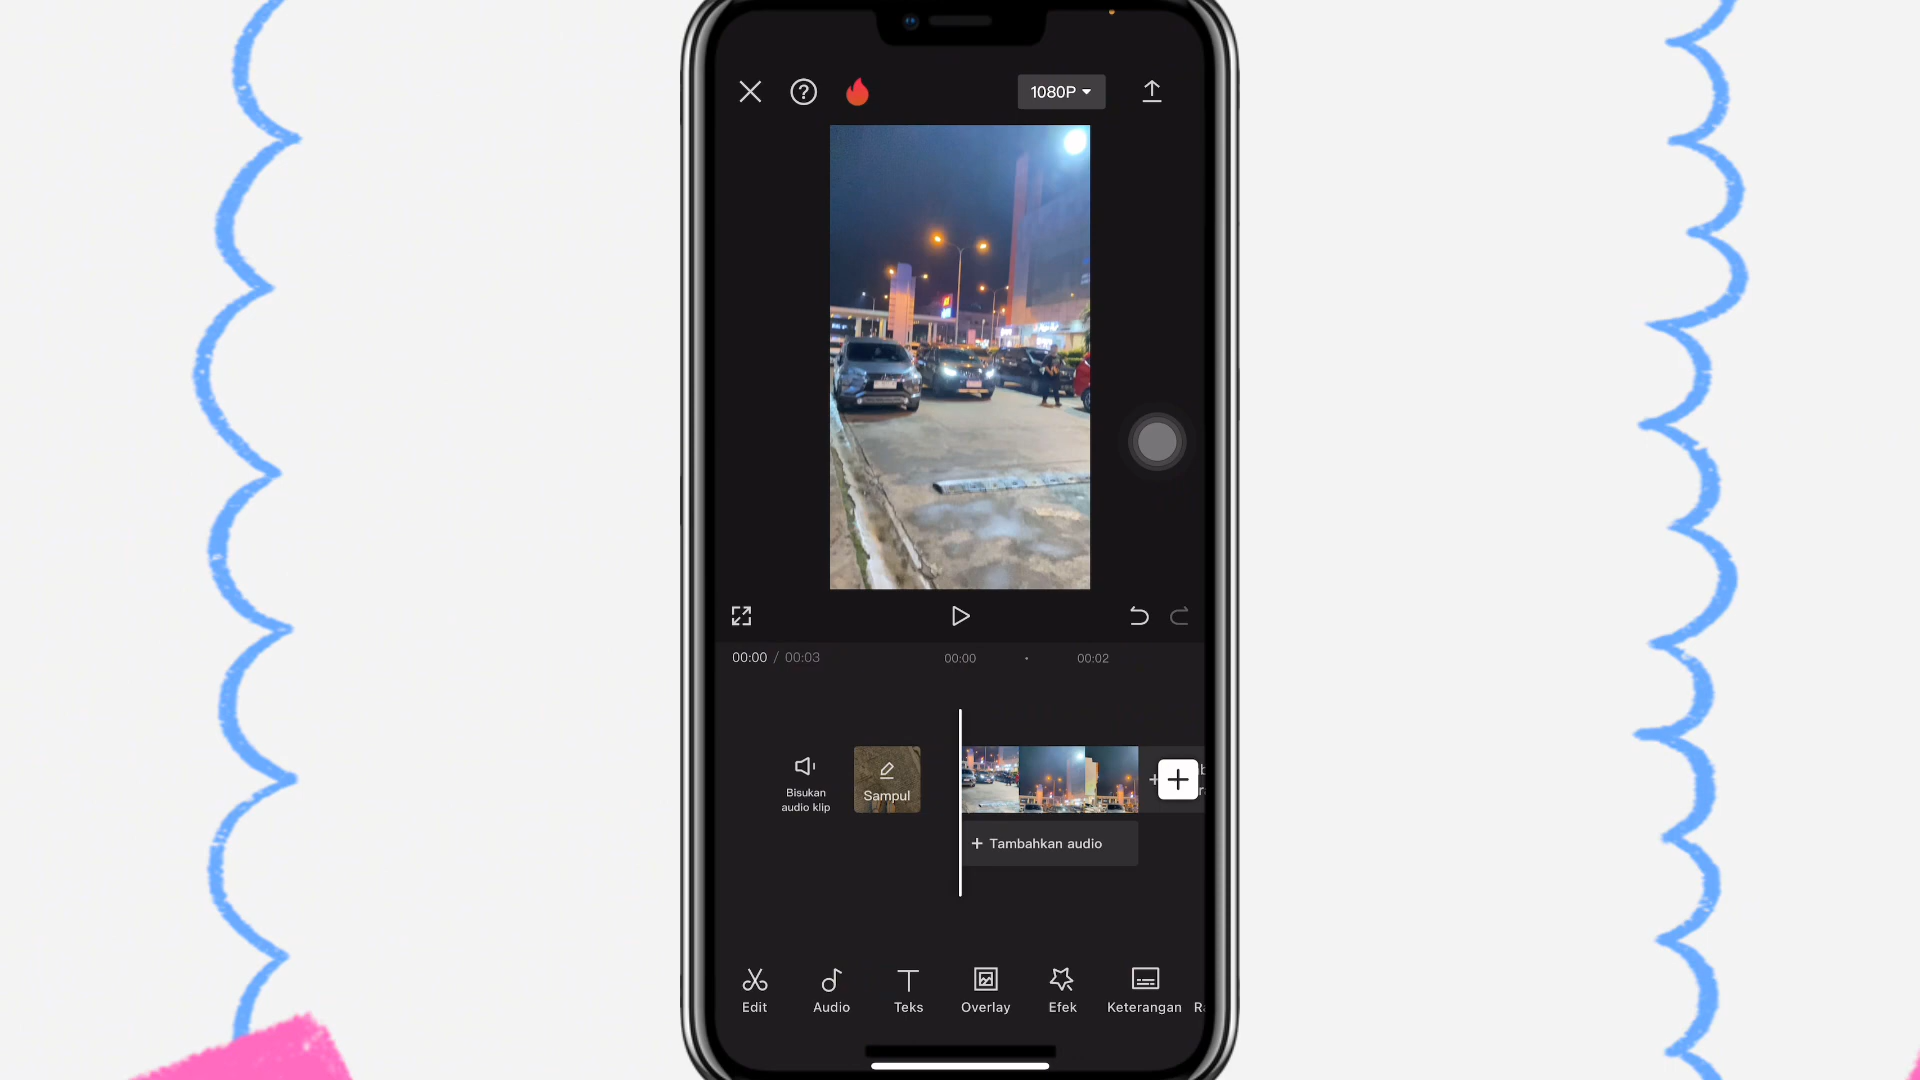 1080P
00:00 / 00:03
00:00
00:02
Bisukan
audio klip
Sampul
+ Tambahkan audio
Edit
Audio
Teks
Overlay
Efek
Keterangan